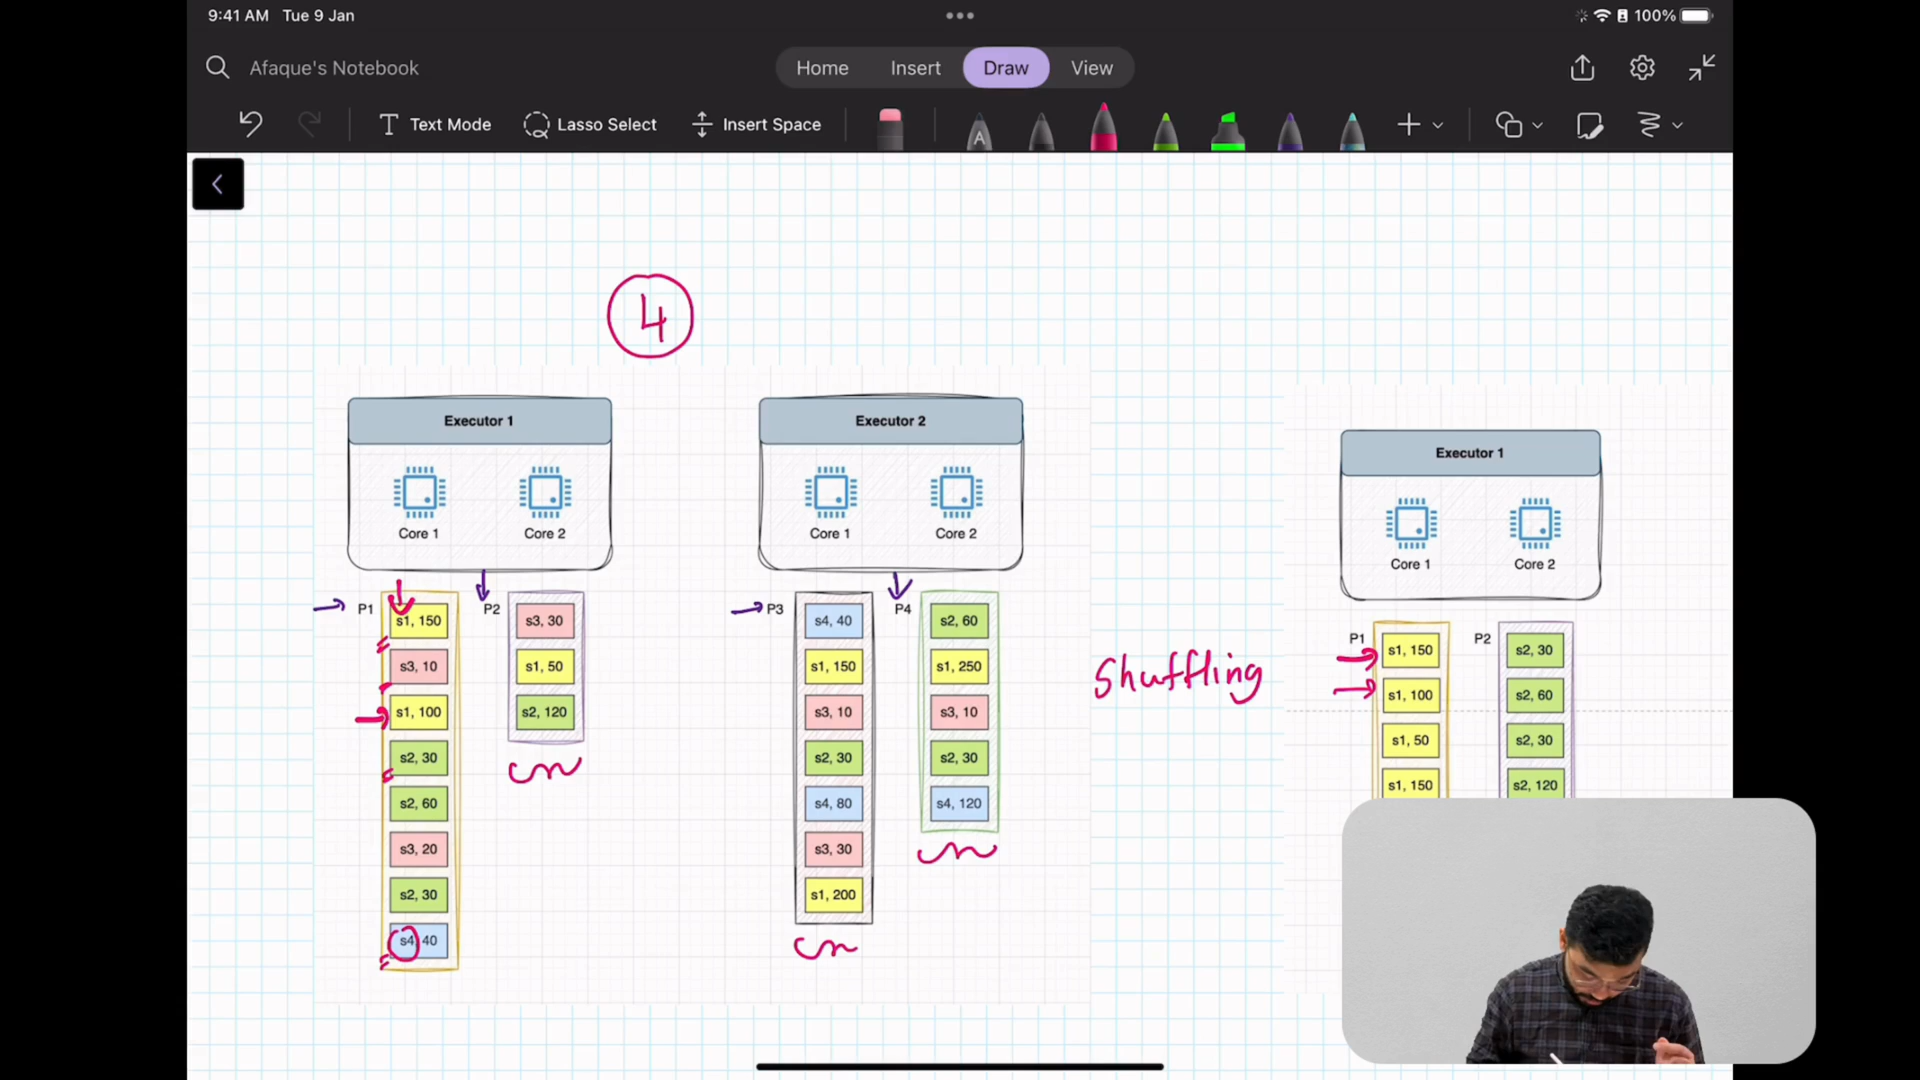 9:41 AM Tue 9 Jan
100%
Afaque's Notebook
Home Insert Draw View
Text Mode Lasso Select Insert Space
A
4
Executor 1
Core 1 Core 2
P1
s1, 150
s3, 10
s1, 100
s2, 30
s2, 60
s3, 20
s2, 30
s4, 40
P2
s3, 30
s1, 50
s2, 120
Executor 2
Core 1 Core 2
P3
s4, 40
s1, 150
s3, 10
s2, 30
s4, 80
s3, 30
s1, 200
P4
s2, 60
s1, 250
s3, 10
s2, 30
s4, 120
Shuffling
Executor 1
Core 1 Core 2
P1
s1, 150
s1, 100
s1, 50
s1, 150
P2
s2, 30
s2, 60
s2, 30
s2, 120